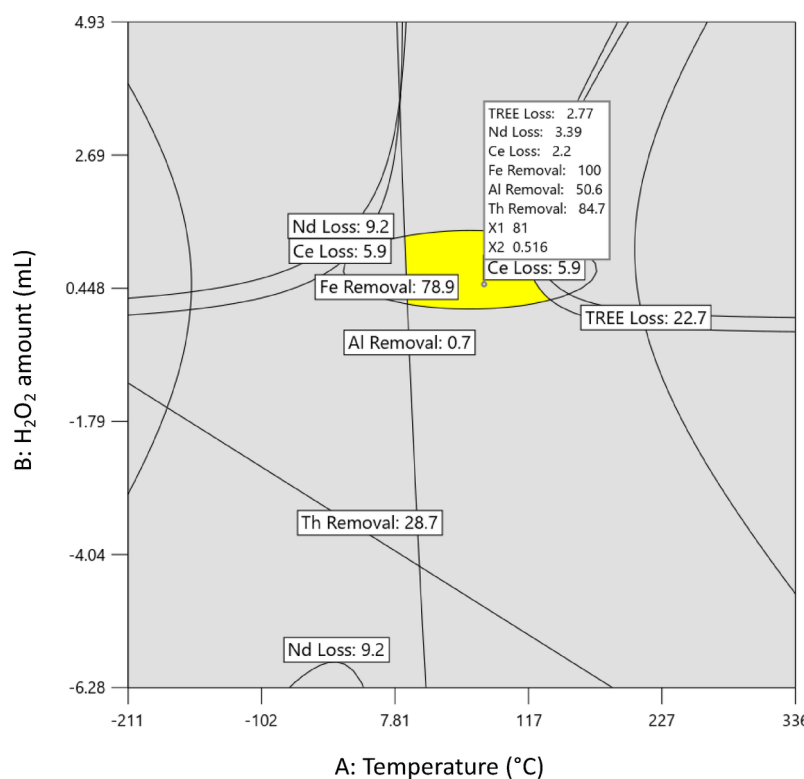 4.93
2.69
0.448
-1.79
-4.04
-6.28
B: H₂O₂ amount (mL)
TREE Loss: 2.77
Nd Loss: 3.39
Ce Loss: 2.2
Fe Removal: 100
Al Removal: 50.6
Th Removal: 84.7
X1 81
X2 0.516
Nd Loss: 9.2
Ce Loss: 5.9
Ce Loss: 5.9
Fe Removal: 78.9
TREE Loss: 22.7
Al Removal: 0.7
Th Removal: 28.7
Nd Loss: 9.2
-211
-102
7.81
117
227
336
A: Temperature (°C)